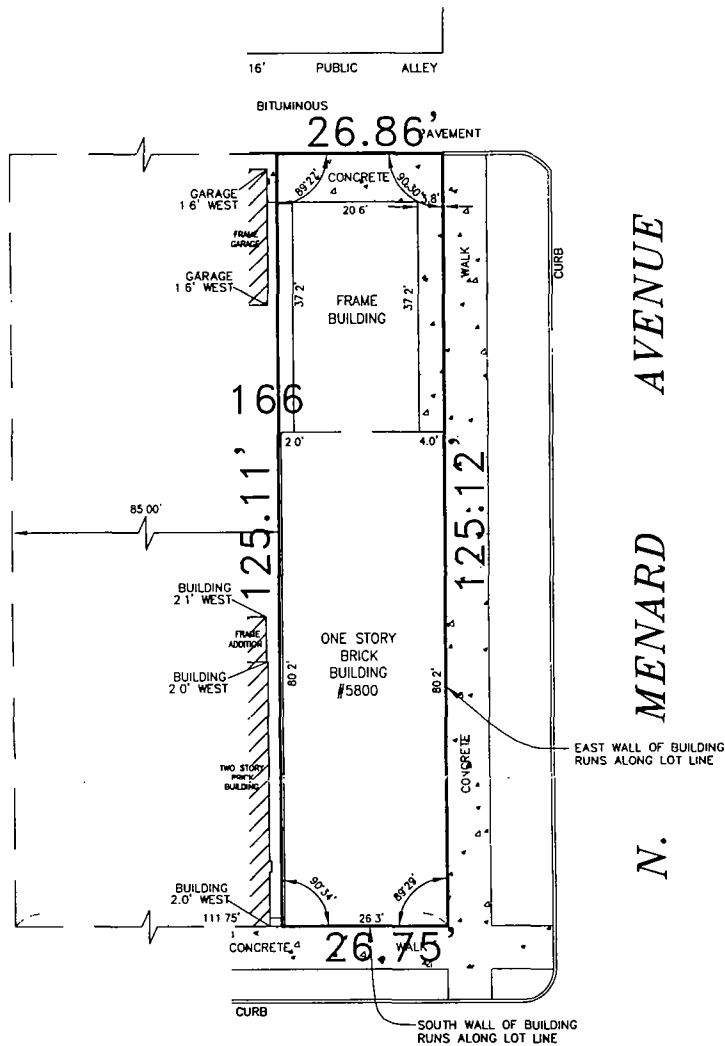 16' PUBLIC ALLEY
BITUMINOUS
26.86'
PAVEMENT
CONCRETE
89°22'
90°30'
3.8'
20 6'
GARAGE
1 6' WEST
FRAME
GARAGE
GARAGE
1 6' WEST
37 2'
FRAME
BUILDING
37 2'
WALK
CURB
166
2 0'
4.0'
125.11'
125.12'
85 00'
BUILDING
2 1' WEST
FRAME
ADDITION
BUILDING
2 0' WEST
ONE STORY
BRICK
BUILDING
#5800
80 2'
80 2'
EAST WALL OF BUILDING
RUNS ALONG LOT LINE
TWO STORY
BRICK
BUILDING
CONCRETE
BUILDING
2.0' WEST
90°34'
89°29'
111 75'
26 3'
26.75'
CONCRETE
WALK
CURB
SOUTH WALL OF BUILDING
RUNS ALONG LOT LINE
N. MENARD AVENUE